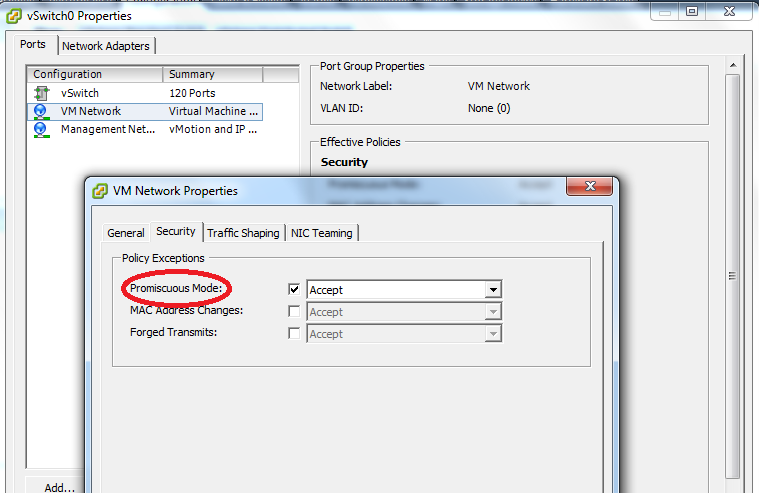 vSwitch0 Properties
Ports Network Adapters
Configuration Summary
vSwitch 120 Ports
VM Network Virtual Machine ...
Management Net... vMotion and IP ...
Port Group Properties
Network Label: VM Network
VLAN ID: None (0)
Effective Policies
Security
VM Network Properties
General Security Traffic Shaping NIC Teaming
Policy Exceptions
Promiscuous Mode: Accept
MAC Address Changes: Accept
Forged Transmits: Accept
Add...